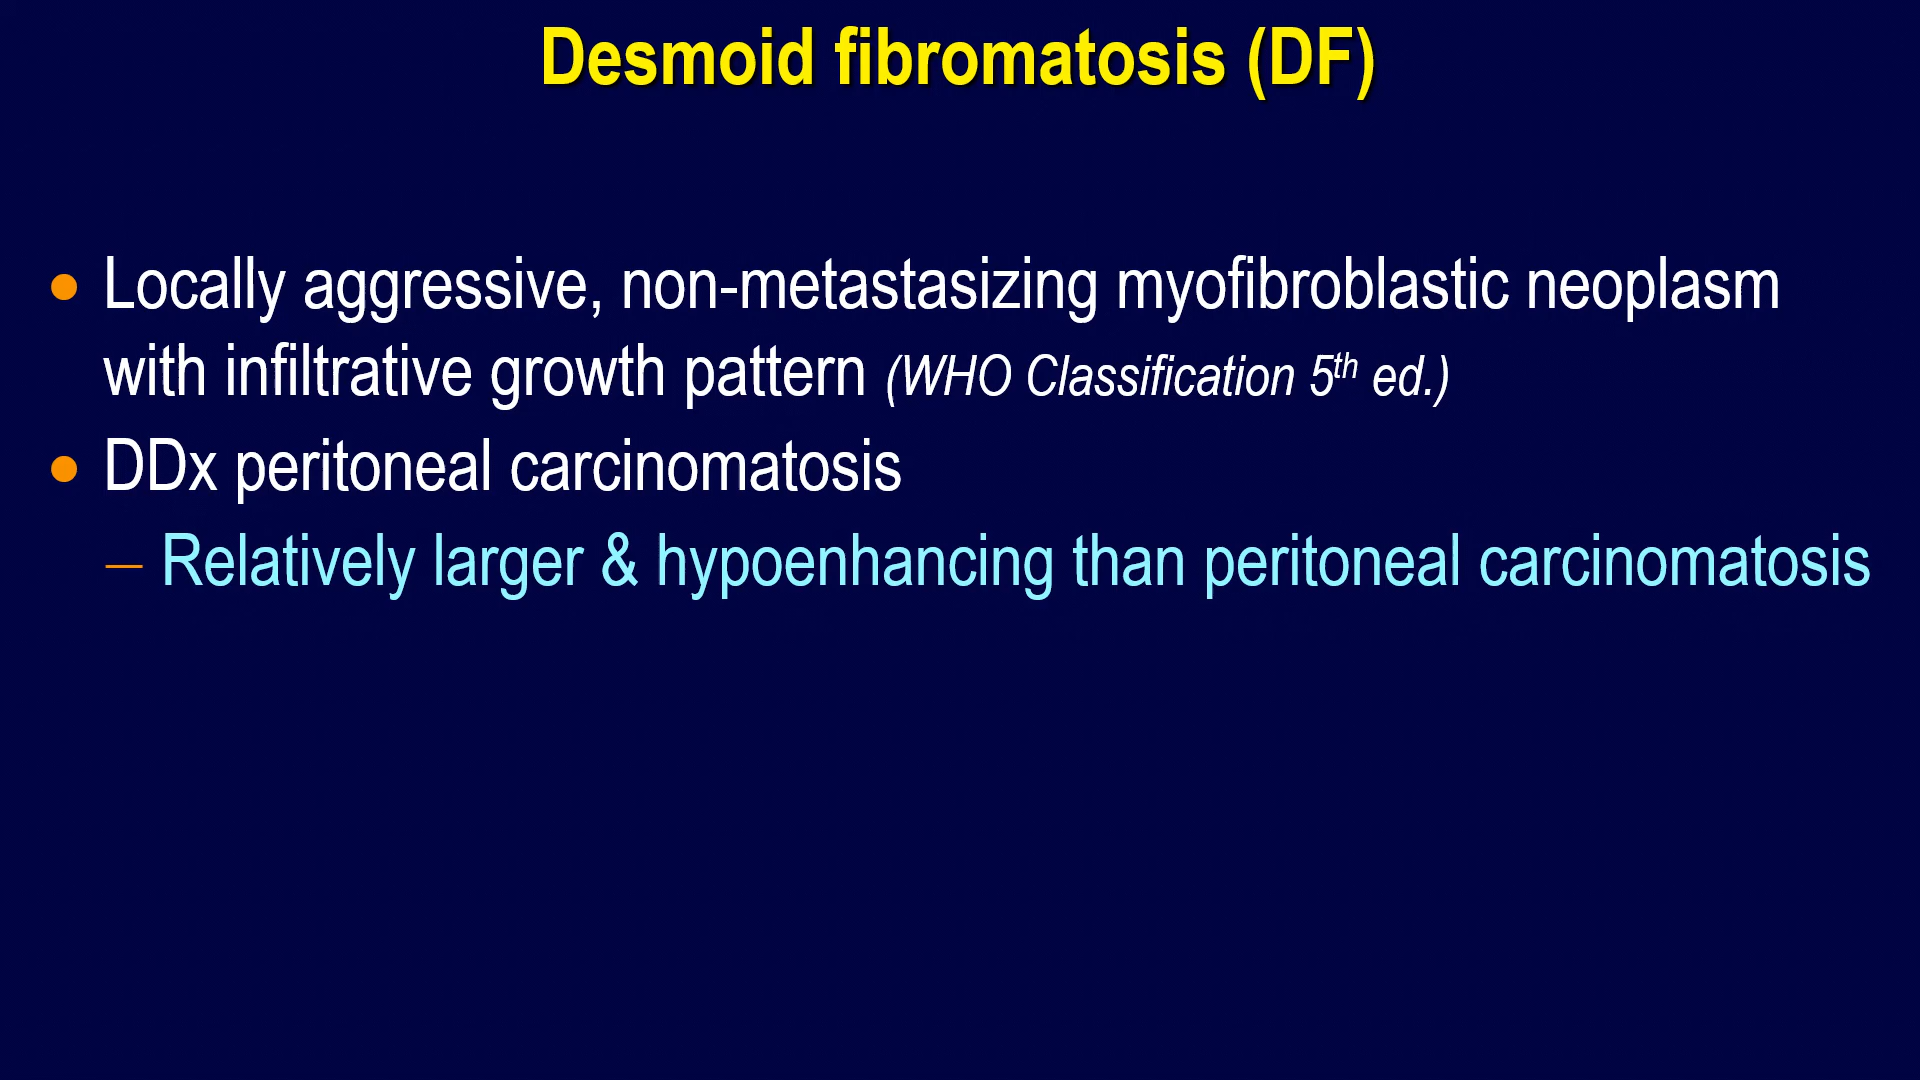 Desmoid fibromatosis (DF)
• Locally aggressive, non-metastasizing myofibroblastic neoplasm
with infiltrative growth pattern (WHO Classification 5th ed.)
• DDx peritoneal carcinomatosis
– Relatively larger & hypoenhancing than peritoneal carcinomatosis